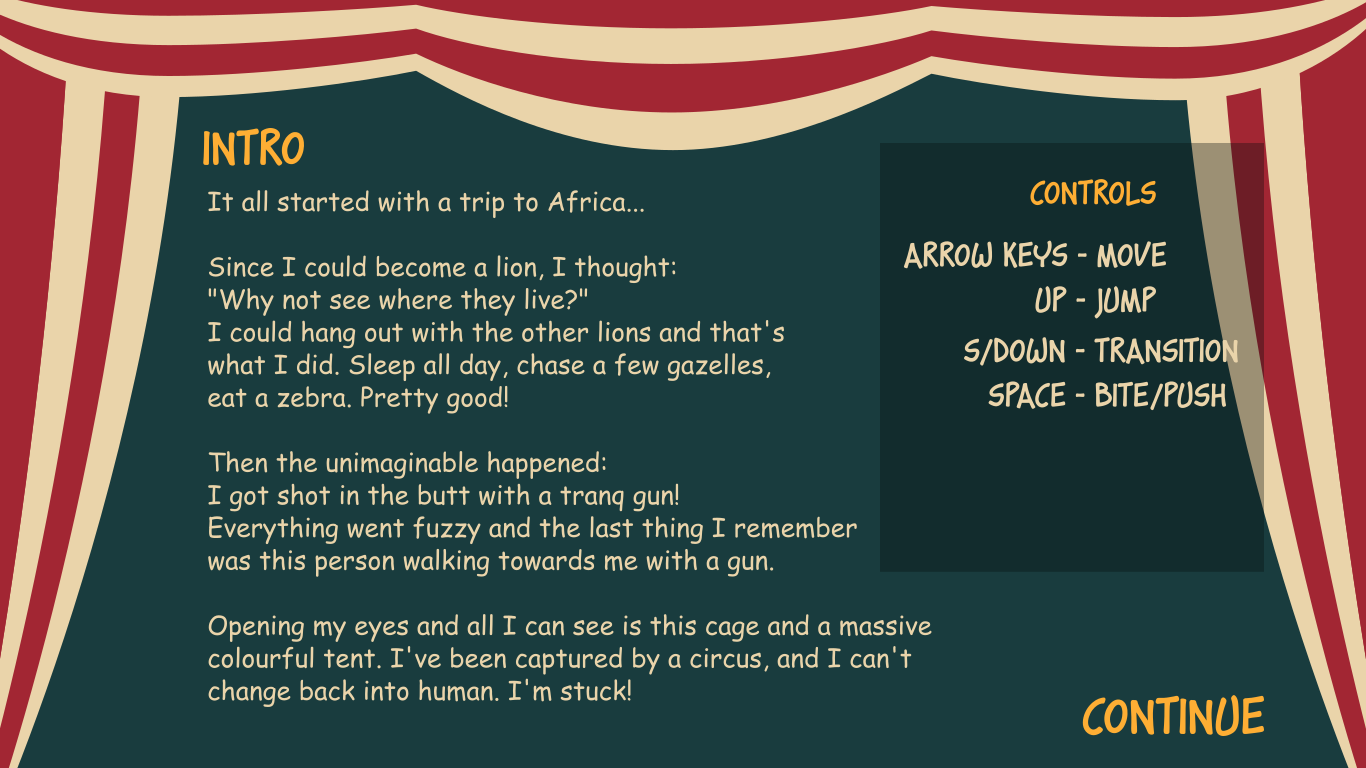 INTRO
It all started with a trip to Africa...
Since I could become a lion, I thought:
"Why not see where they live?"
I could hang out with the other lions and that's
what I did. Sleep all day, chase a few gazelles,
eat a zebra. Pretty good!
Then the unimaginable happened:
I got shot in the butt with a tranq gun!
Everything went fuzzy and the last thing I remember
was this person walking towards me with a gun.
Opening my eyes and all I can see is this cage and a massive
colourful tent. I've been captured by a circus, and I can't
change back into human. I'm stuck!
CONTROLS
ARROW KEYS - MOVE
UP - JUMP
S/DOWN - TRANSITION
SPACE - BITE/PUSH
CONTINUE